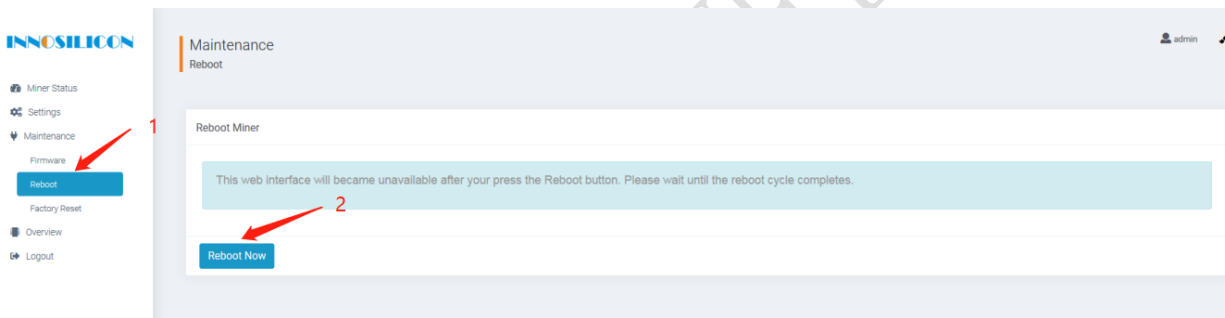 INNOSILICON
Miner Status
Settings
Maintenance
Firmware
Reboot
Factory Reset
Overview
Logout
1
Maintenance
Reboot
admin
Reboot Miner
This web interface will became unavailable after your press the Reboot button. Please wait until the reboot cycle completes.
2
Reboot Now